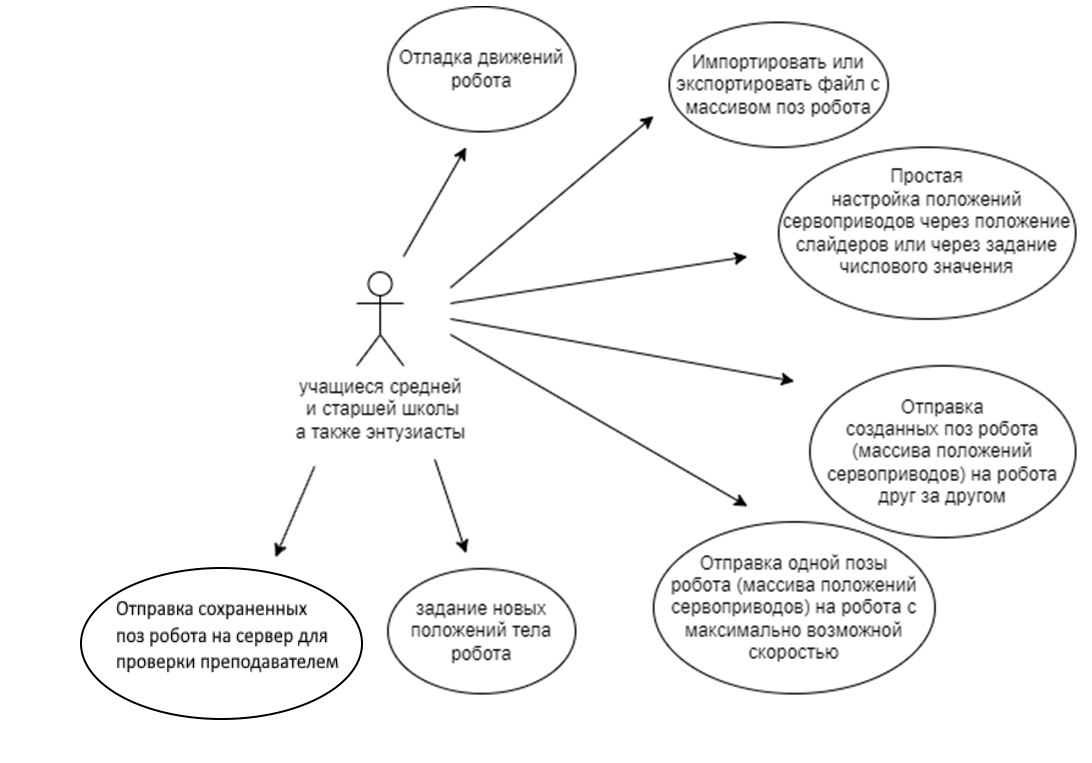 Отладка движений
робота
Импортировать или
экспортировать файл с
массивом поз робота
Простая
настройка положений
сервоприводов через положение
слайдеров или через задание
числового значения
учащиеся средней
и старшей школы
а также энтузиасты
Отправка
созданных поз робота
(массива положений
сервоприводов) на робота
друг за другом
Отправка одной позы
робота (массива положений
сервоприводов) на робота с
максимально возможной
скоростью
задание новых
положений тела
робота
Отправка сохраненных
поз робота на сервер для
проверки преподавателем